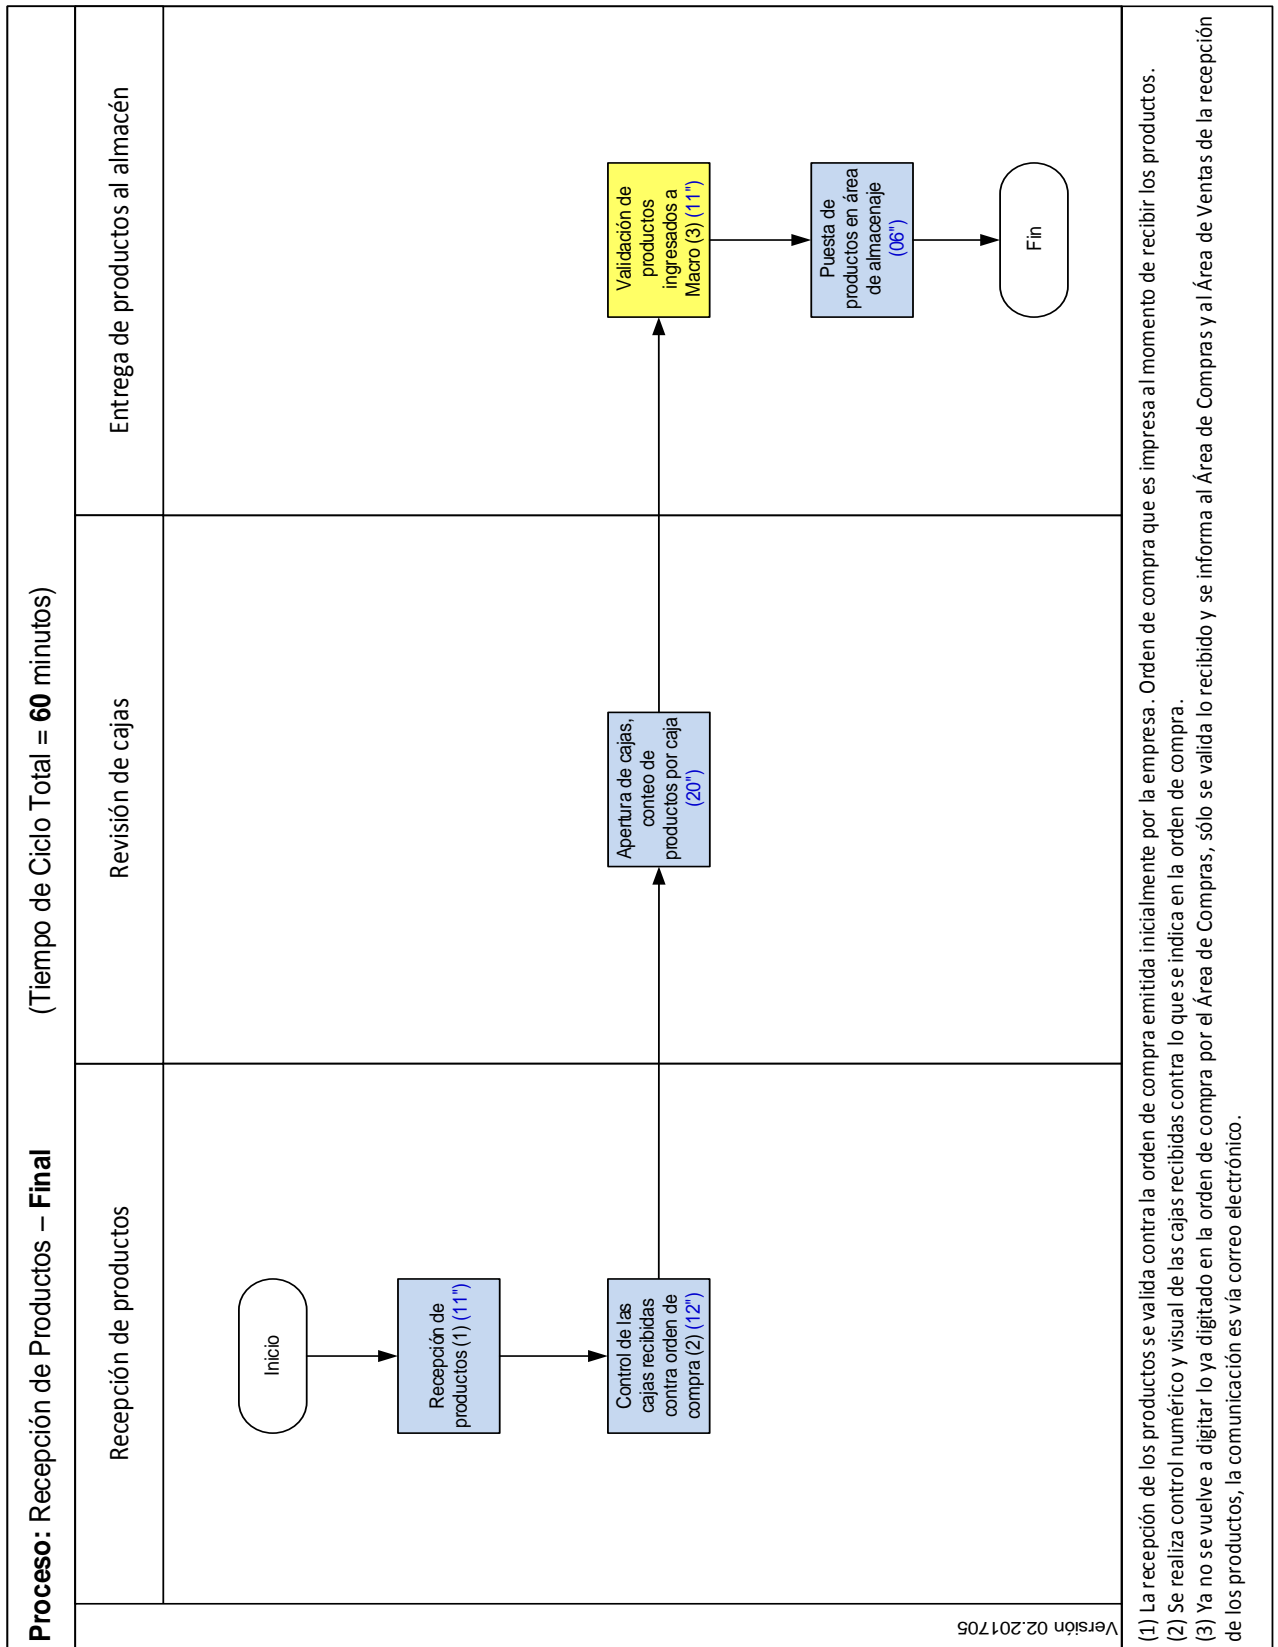 Proceso: Recepción de Productos – Final (Tiempo de Ciclo Total = 60 minutos)
Recepción de productos
Revisión de cajas
Entrega de productos al almacén
Inicio
Recepción de
productos (1) (11")
Control de las
cajas recibidas
contra orden de
compra (2) (12")
Apertura de cajas,
conteo de
productos por caja
(20")
Validación de
productos
ingresados a
Macro (3) (11")
Puesta de
productos en área
de almacenaje
(06")
Fin
Versión 02.201705
(1) La recepción de los productos se valida contra la orden de compra emitida inicialmente por la empresa. Orden de compra que es impresa al momento de recibir los productos.
(2) Se realiza control numérico y visual de las cajas recibidas contra lo que se indica en la orden de compra.
(3) Ya no se vuelve a digitar lo ya digitado en la orden de compra por el Área de Compras, sólo se valida lo recibido y se informa al Área de Compras y al Área de Ventas de la recepción
de los productos, la comunicación es vía correo electrónico.